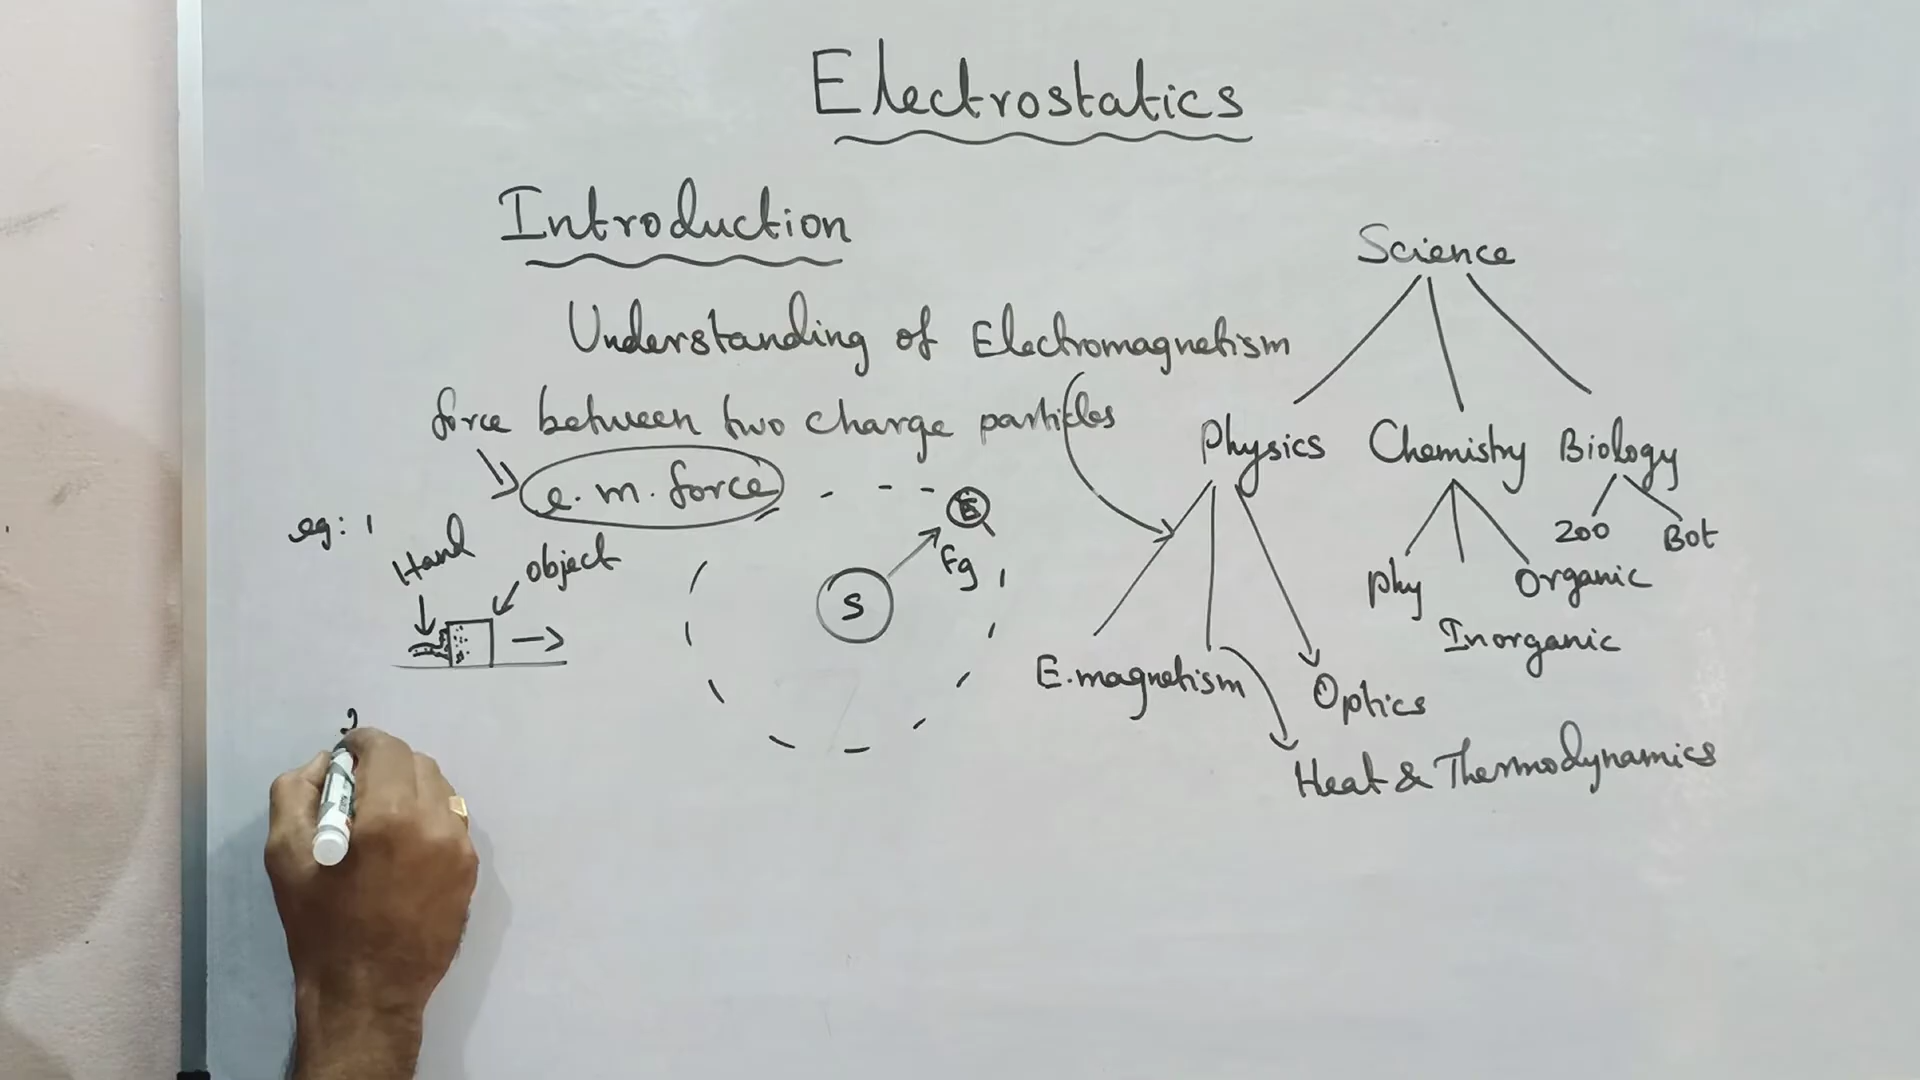 Electrostatics
Introduction
Understanding of Electromagnetism
force between two charge particles
e.m. force
eg: 1
Hand
object
S
E
Fg
2
Science
Physics Chemistry Biology
Zoo Bot
phy Organic
Inorganic
E.magnetism
Optics
Heat & Thermodynamics